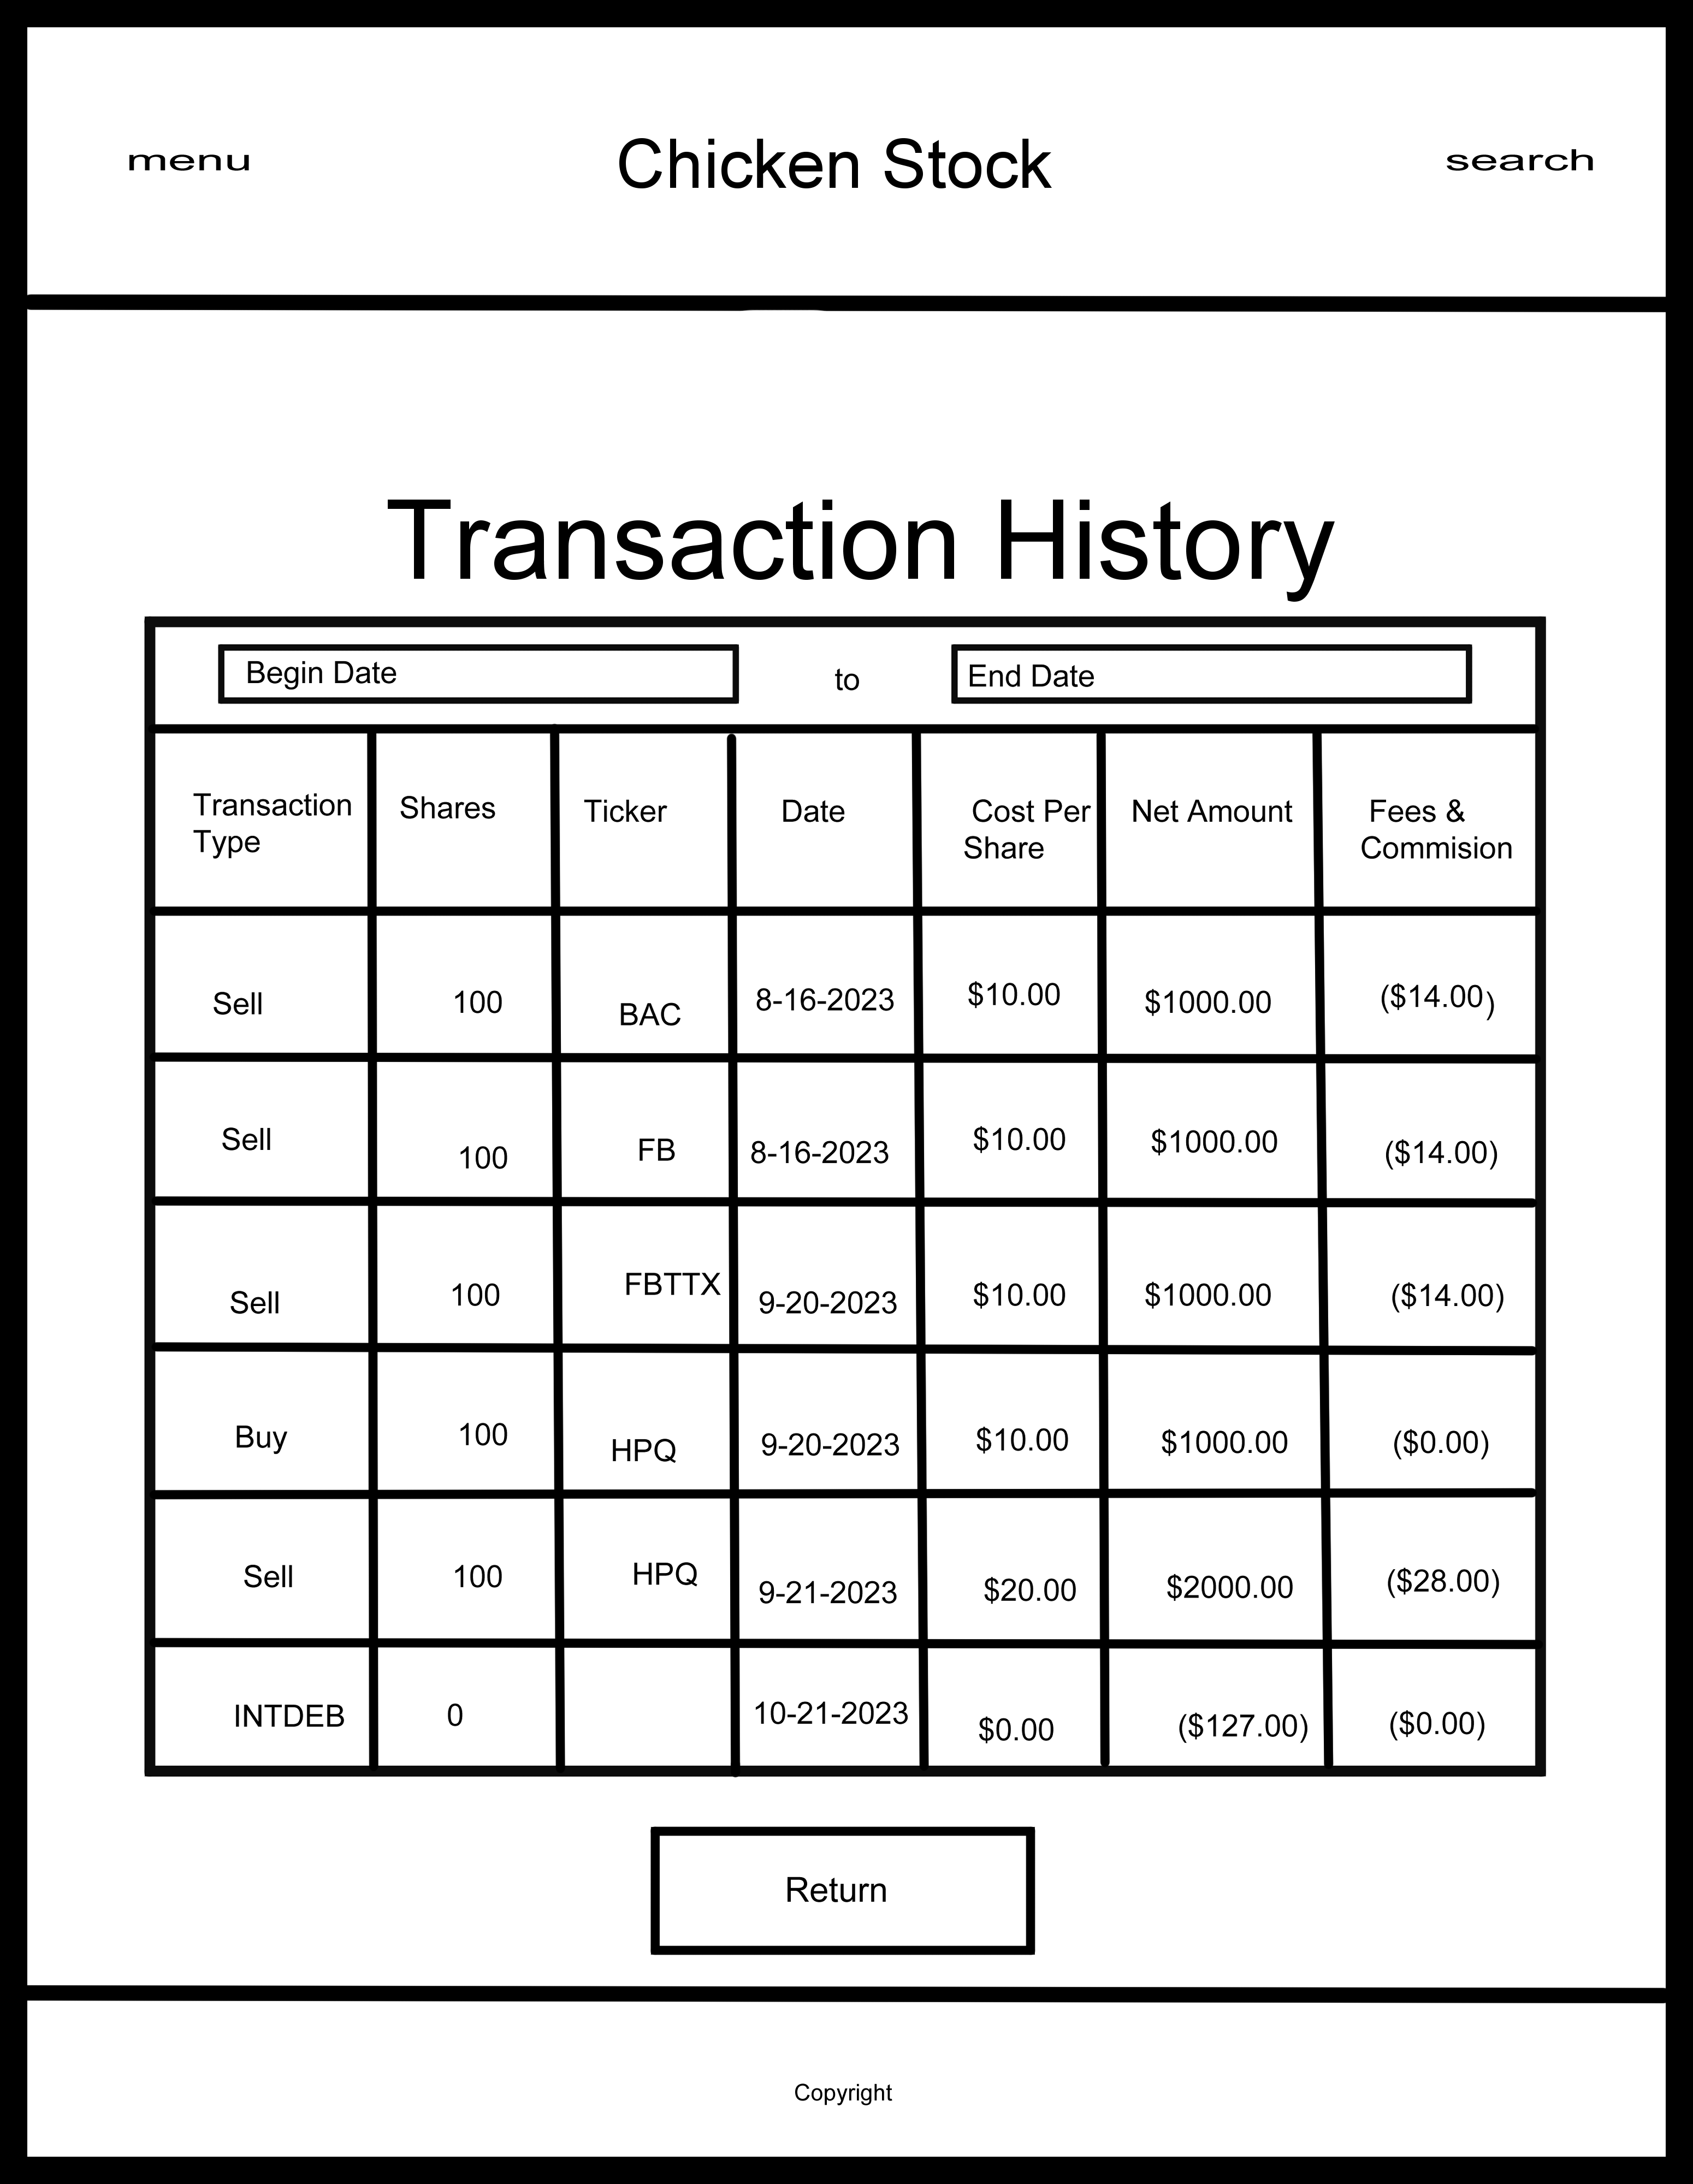 menu Chicken Stock search
Transaction History
Begin Date to End Date
Transaction Type Shares Ticker Date Cost Per Share Net Amount Fees & Commision
Sell 100 BAC 8-16-2023 $10.00 $1000.00 ($14.00)
Sell 100 FB 8-16-2023 $10.00 $1000.00 ($14.00)
Sell 100 FBTTX 9-20-2023 $10.00 $1000.00 ($14.00)
Buy 100 HPQ 9-20-2023 $10.00 $1000.00 ($0.00)
Sell 100 HPQ 9-21-2023 $20.00 $2000.00 ($28.00)
INTDEB 0 10-21-2023 $0.00 ($127.00) ($0.00)
Return
Copyright